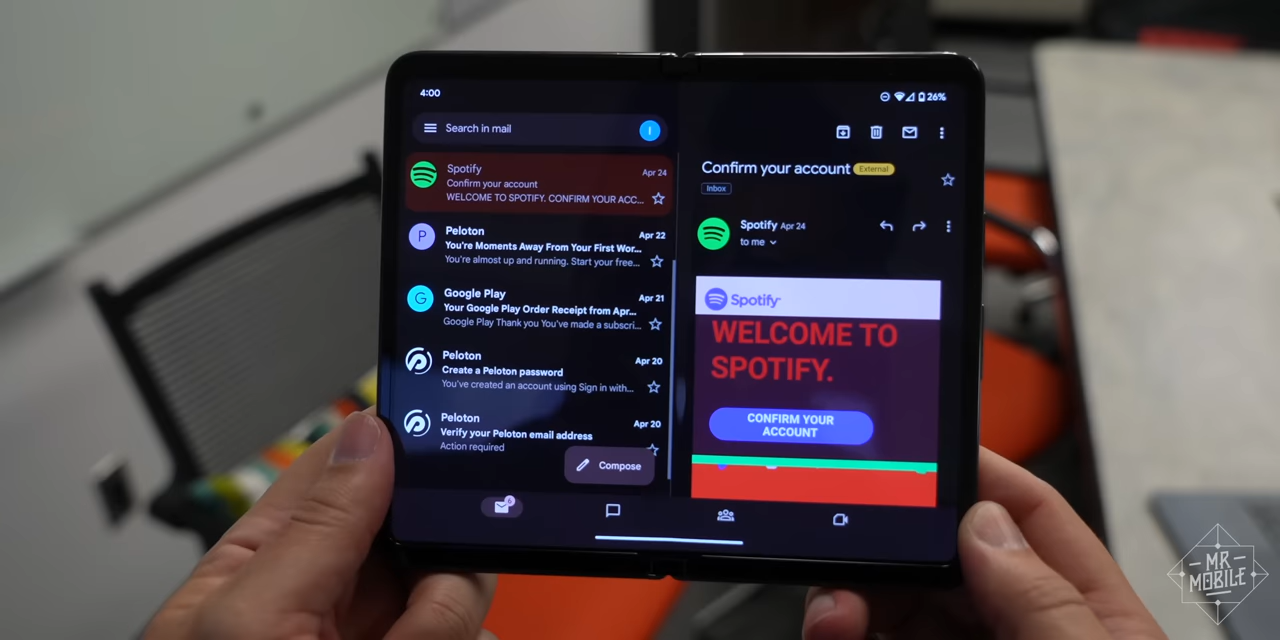 4:00
26%
Search in mail
Spotify
Apr 24
Confirm your account
WELCOME TO SPOTIFY. CONFIRM YOUR ACC...
P
Peloton
Apr 22
You're Moments Away From Your First Wor...
You're almost up and running. Start your free...
G
Google Play
Apr 21
Your Google Play Order Receipt from Apr...
Google Play Thank you You've made a subscri...
Peloton
Apr 20
Create a Peloton password
You've created an account using Sign in with...
Peloton
Apr 20
Verify your Peloton email address
Action required
Compose
6
Confirm your account External
Inbox
Spotify Apr 24
to me
Spotify
WELCOME TO
SPOTIFY.
CONFIRM YOUR
ACCOUNT
MR
MOBILE